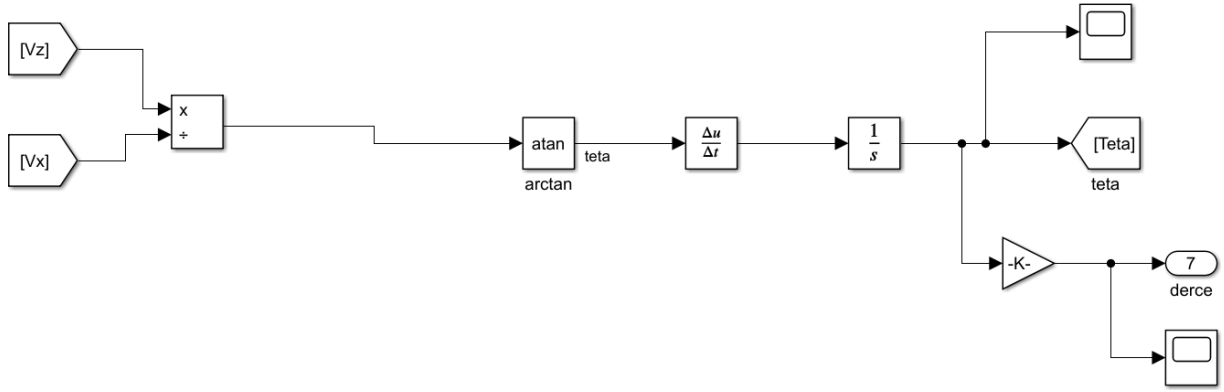 [Vz]
x
÷
[Vx]
atan
arctan
teta
Δu
Δt
1
s
[Teta]
teta
-K-
7
derce